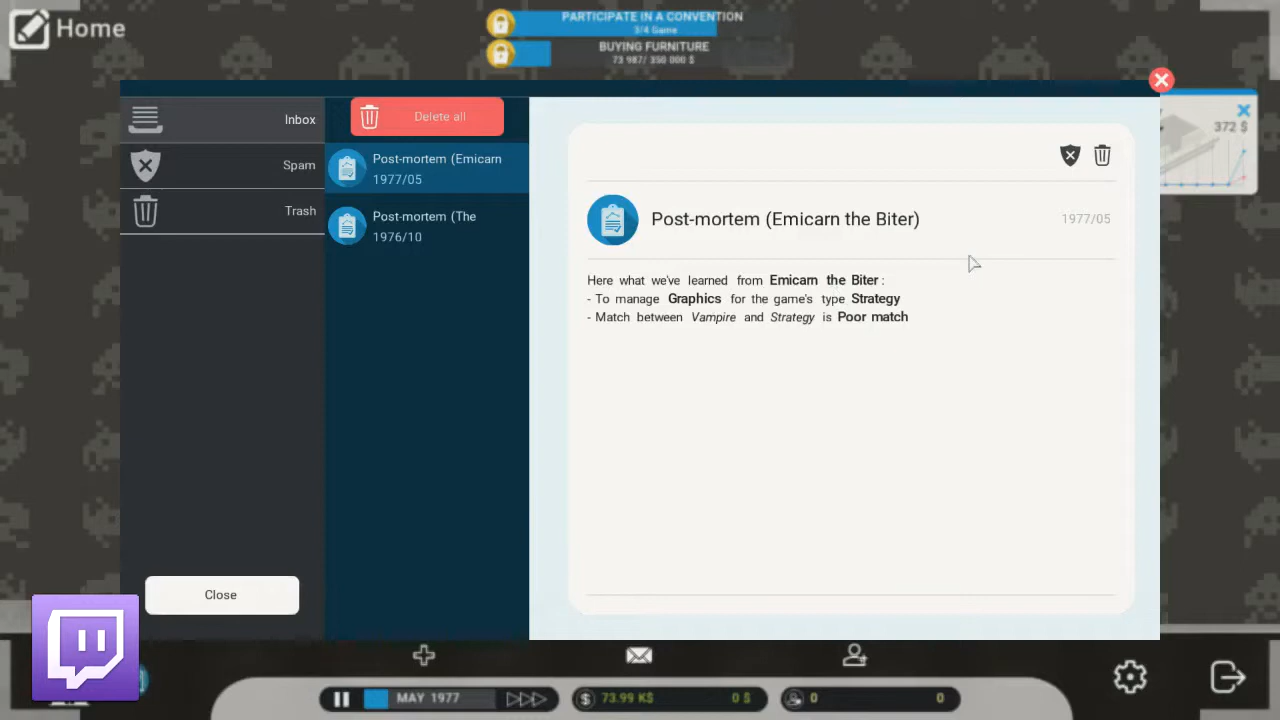 Home
PARTICIPATE IN A CONVENTION
3/4 Game
BUYING FURNITURE
73 987/ 350 000 $
Inbox
Spam
Trash
Close
Delete all
Post-mortem (Emicarn
1977/05
Post-mortem (The
1976/10
Post-mortem (Emicarn the Biter)
1977/05
Here what we've learned from Emicarn the Biter :
- To manage Graphics for the game's type Strategy
- Match between Vampire and Strategy is Poor match
372 $
MAY 1977
73.99 K$
0 $
0
0